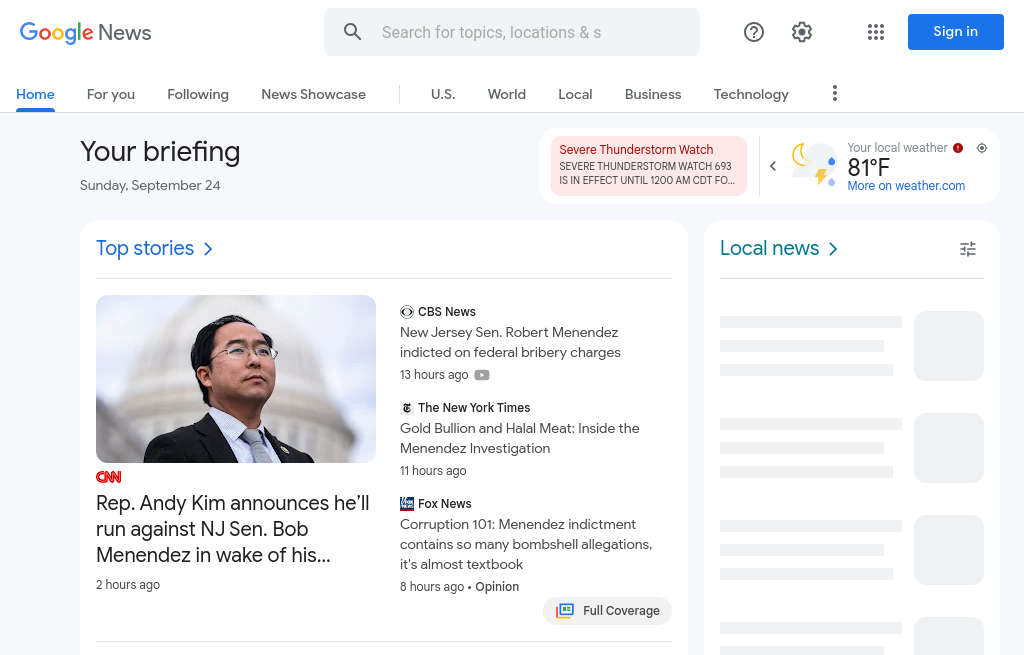 Google News
Search for topics, locations & s
Sign in
Home
For you
Following
News Showcase
U.S.
World
Local
Business
Technology
Your briefing
Sunday, September 24
Severe Thunderstorm Watch
SEVERE THUNDERSTORM WATCH 693
IS IN EFFECT UNTIL 1200 AM CDT FO...
Your local weather
81°F
More on weather.com
Top stories
CNN
Rep. Andy Kim announces he’ll
run against NJ Sen. Bob
Menendez in wake of his...
2 hours ago
CBS News
New Jersey Sen. Robert Menendez
indicted on federal bribery charges
13 hours ago
The New York Times
Gold Bullion and Halal Meat: Inside the
Menendez Investigation
11 hours ago
Fox News
Corruption 101: Menendez indictment
contains so many bombshell allegations,
it's almost textbook
8 hours ago • Opinion
Full Coverage
Local news